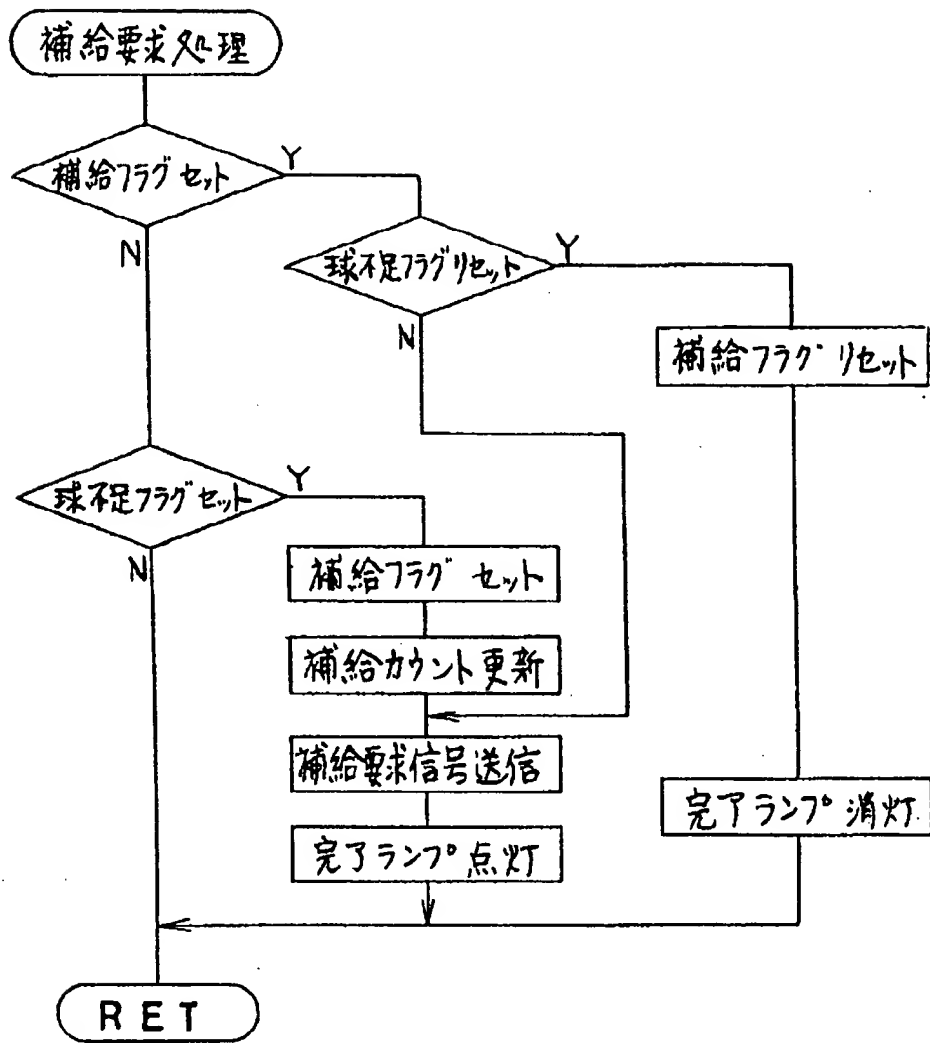 補給要求処理
補給フラグセット
Y
N
球不足フラグリセット
Y
N
補給フラグリセット
球不足フラグセット
Y
N
補給フラグ セット
補給カウント更新
補給要求信号送信
完了ランプ消灯
完了ランプ点灯
RET